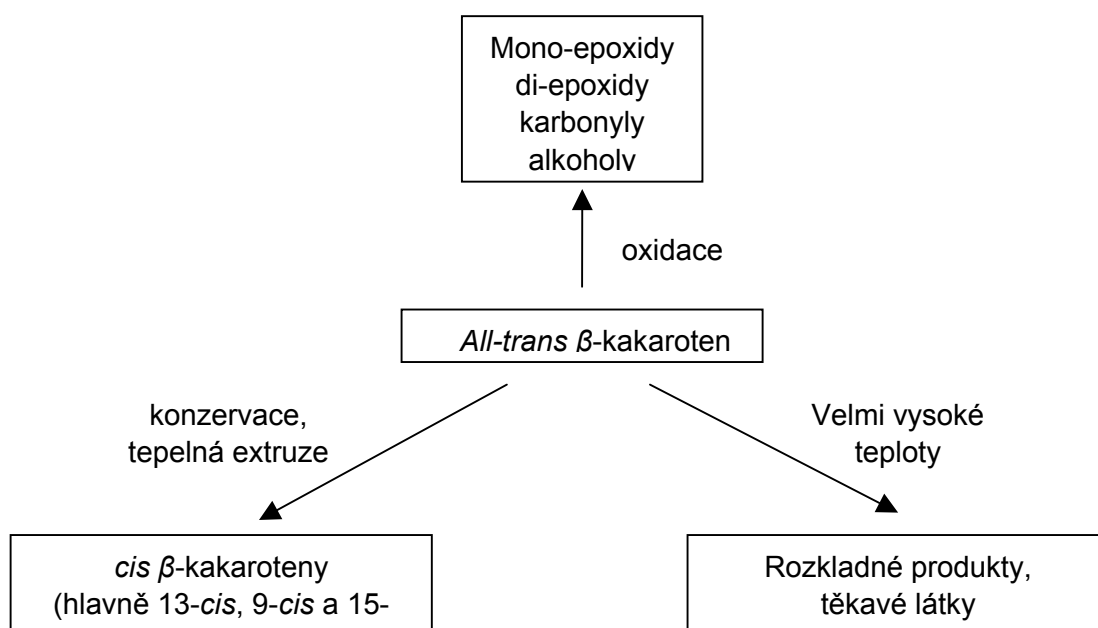 Mono-epoxidy
di-epoxidy
karbonyly
alkoholy
oxidace
All-trans β-kakaroten
konzervace,
tepelná extruze
Velmi vysoké
teploty
cis β-kakaroteny
(hlavně 13-cis, 9-cis a 15-
Rozkladné produkty,
těkavé látky